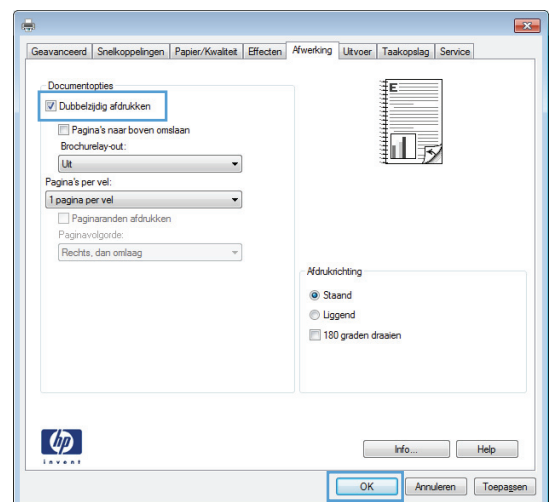 Geavanceerd Snelkoppelingen Papier/Kwaliteit Effecten Afwerking Uitvoer Taakopslag Service
Documentopties
Dubbelzijdig afdrukken
Pagina's naar boven omslaan
Brochurelay-out:
Uit
Pagina's per vel:
1 pagina per vel
Paginaranden afdrukken
Paginavolgorde:
Rechts, dan omlaag
E
Afdrukrichting
Staand
Liggend
180 graden draaien
hp
invent
Info... Help
OK Annuleren Toepassen